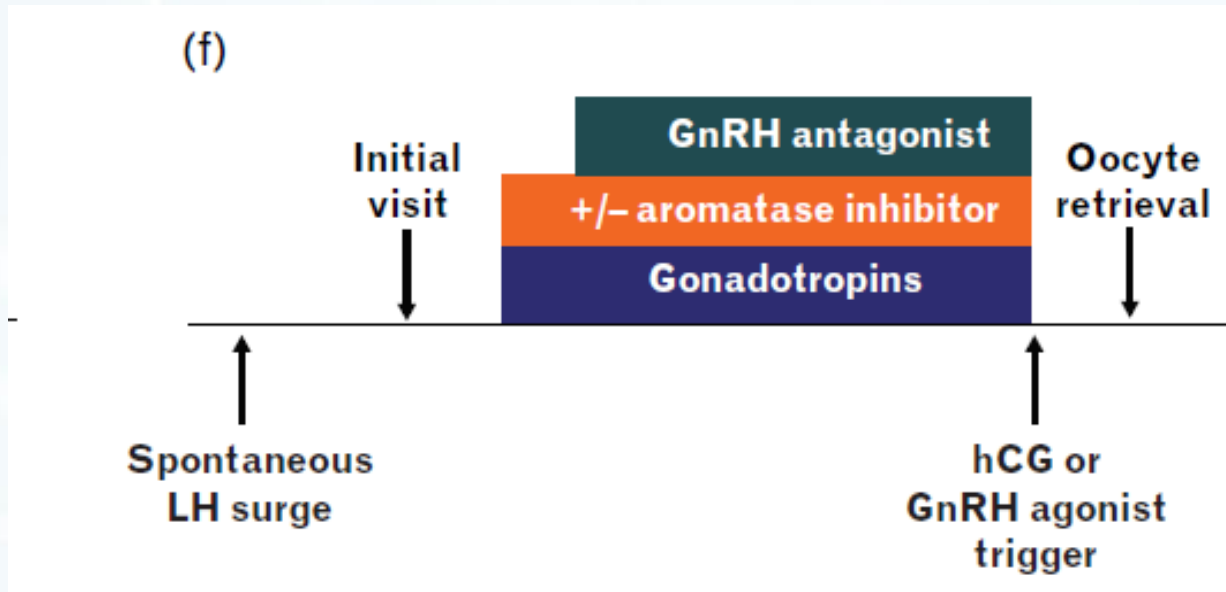 (f)
GnRH antagonist
Initial
visit
Oocyte
retrieval
+/– aromatase inhibitor
Gonadotropins
Spontaneous
LH surge
hCG or
GnRH agonist
trigger